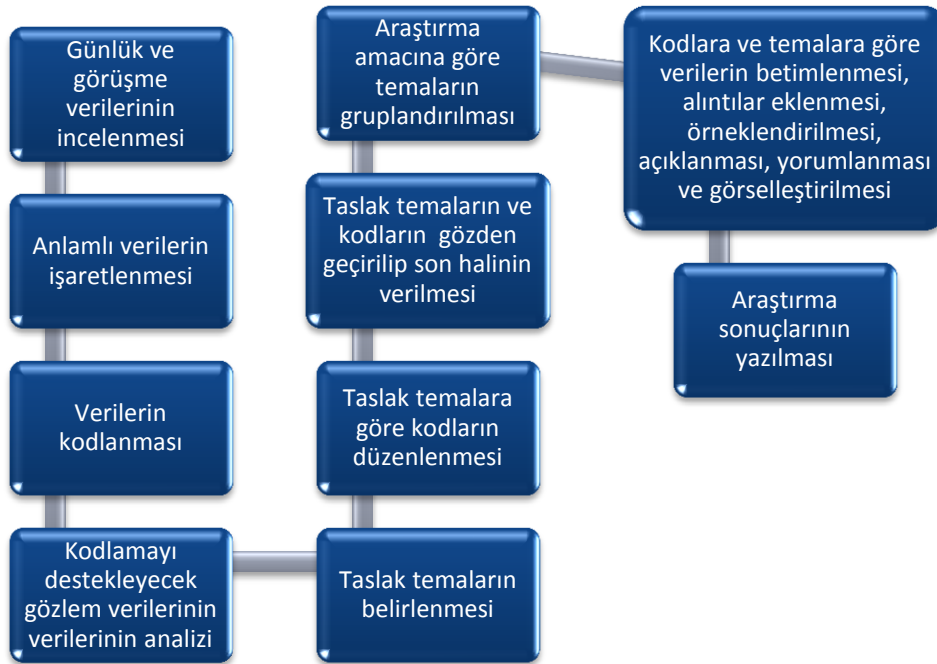 Günlük ve
görüşme
verilerinin
incelenmesi
Anlamlı verilerin
işaretlenmesi
Verilerin
kodlanması
Kodlamayı
destekleyecek
gözlem verilerinin
verilerinin analizi
Taslak temaların
belirlenmesi
Taslak temalara
göre kodların
düzenlenmesi
Taslak temaların ve
kodların gözden
geçirilip son halinin
verilmesi
Araştırma
amacına göre
temaların
gruplandırılması
Kodlara ve temalara göre
verilerin betimlenmesi,
alıntılar eklenmesi,
örneklendirilmesi,
açıklanması, yorumlanması
ve görselleştirilmesi
Araştırma
sonuçlarının
yazılması